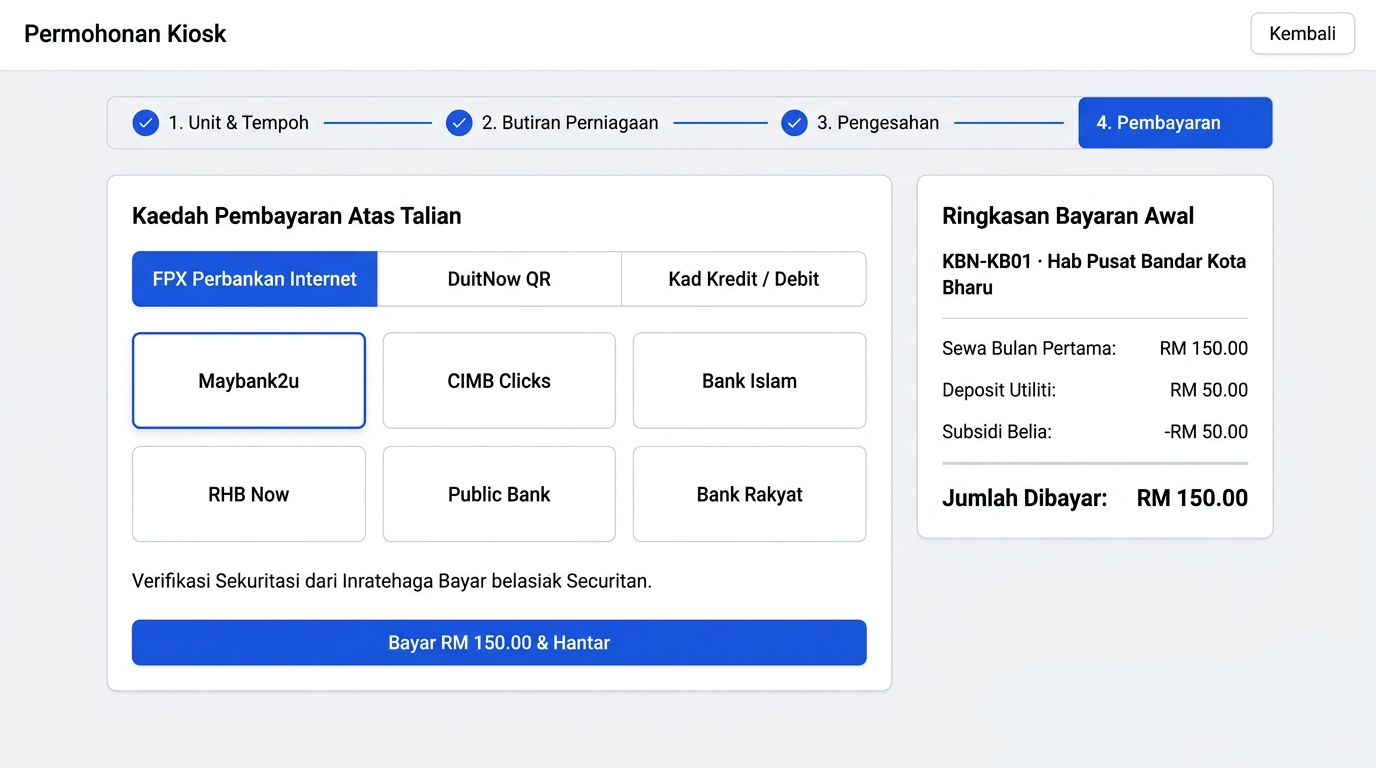 Permohonan Kiosk
Kembali
1. Unit & Tempoh
2. Butiran Perniagaan
3. Pengesahan
4. Pembayaran
Kaedah Pembayaran Atas Talian
FPX Perbankan Internet
DuitNow QR
Kad Kredit / Debit
Maybank2u
CIMB Clicks
Bank Islam
RHB Now
Public Bank
Bank Rakyat
Verifikasi Sekuritasi dari Inratehaga Bayar belasiak Securitan.
Bayar RM 150.00 & Hantar
Ringkasan Bayaran Awal
KBN-KB01 · Hab Pusat Bandar Kota
Bharu
Sewa Bulan Pertama: RM 150.00
Deposit Utiliti: RM 50.00
Subsidi Belia: -RM 50.00
Jumlah Dibayar: RM 150.00